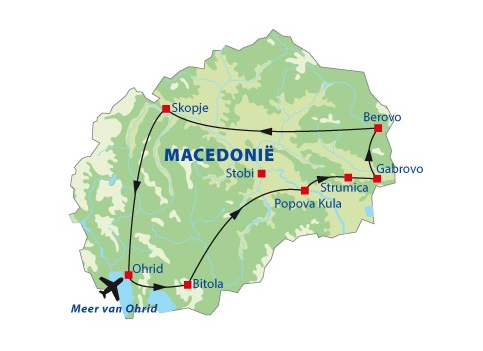 Skopje
Berovo
MACEDONIË
Stobi
Gabrovo
Strumica
Popova Kula
Ohrid
Bitola
Meer van Ohrid